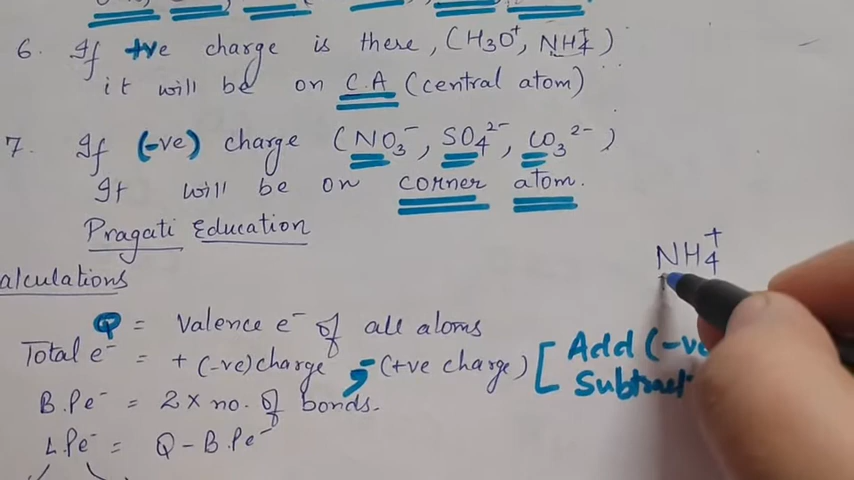 6. If +ve charge is there, (H3O+, NH4+)
it will be on C.A (central atom)
7. If (-ve) charge (NO3-, SO4 2-, CO3 2-)
It will be on corner atom.
Pragati Education
alculations
NH4+
Q = Valence e- of all atoms
Total e- = + (-ve) charge - (+ve charge) [ Add (-ve
Subtract
B.Pe- = 2 × no. of bonds.
L.Pe- = Q - B.Pe-